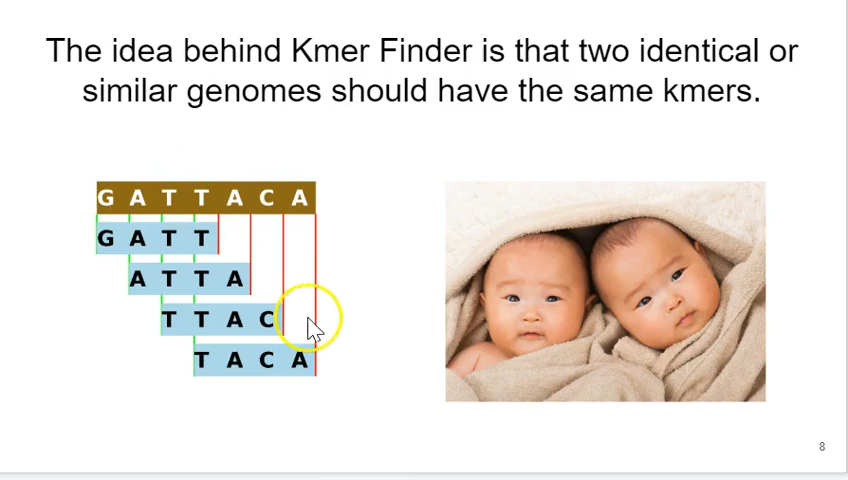 The idea behind Kmer Finder is that two identical or
similar genomes should have the same kmers.
G A T T A C A
G A T T
A T T A
T T A C
T A C A
8